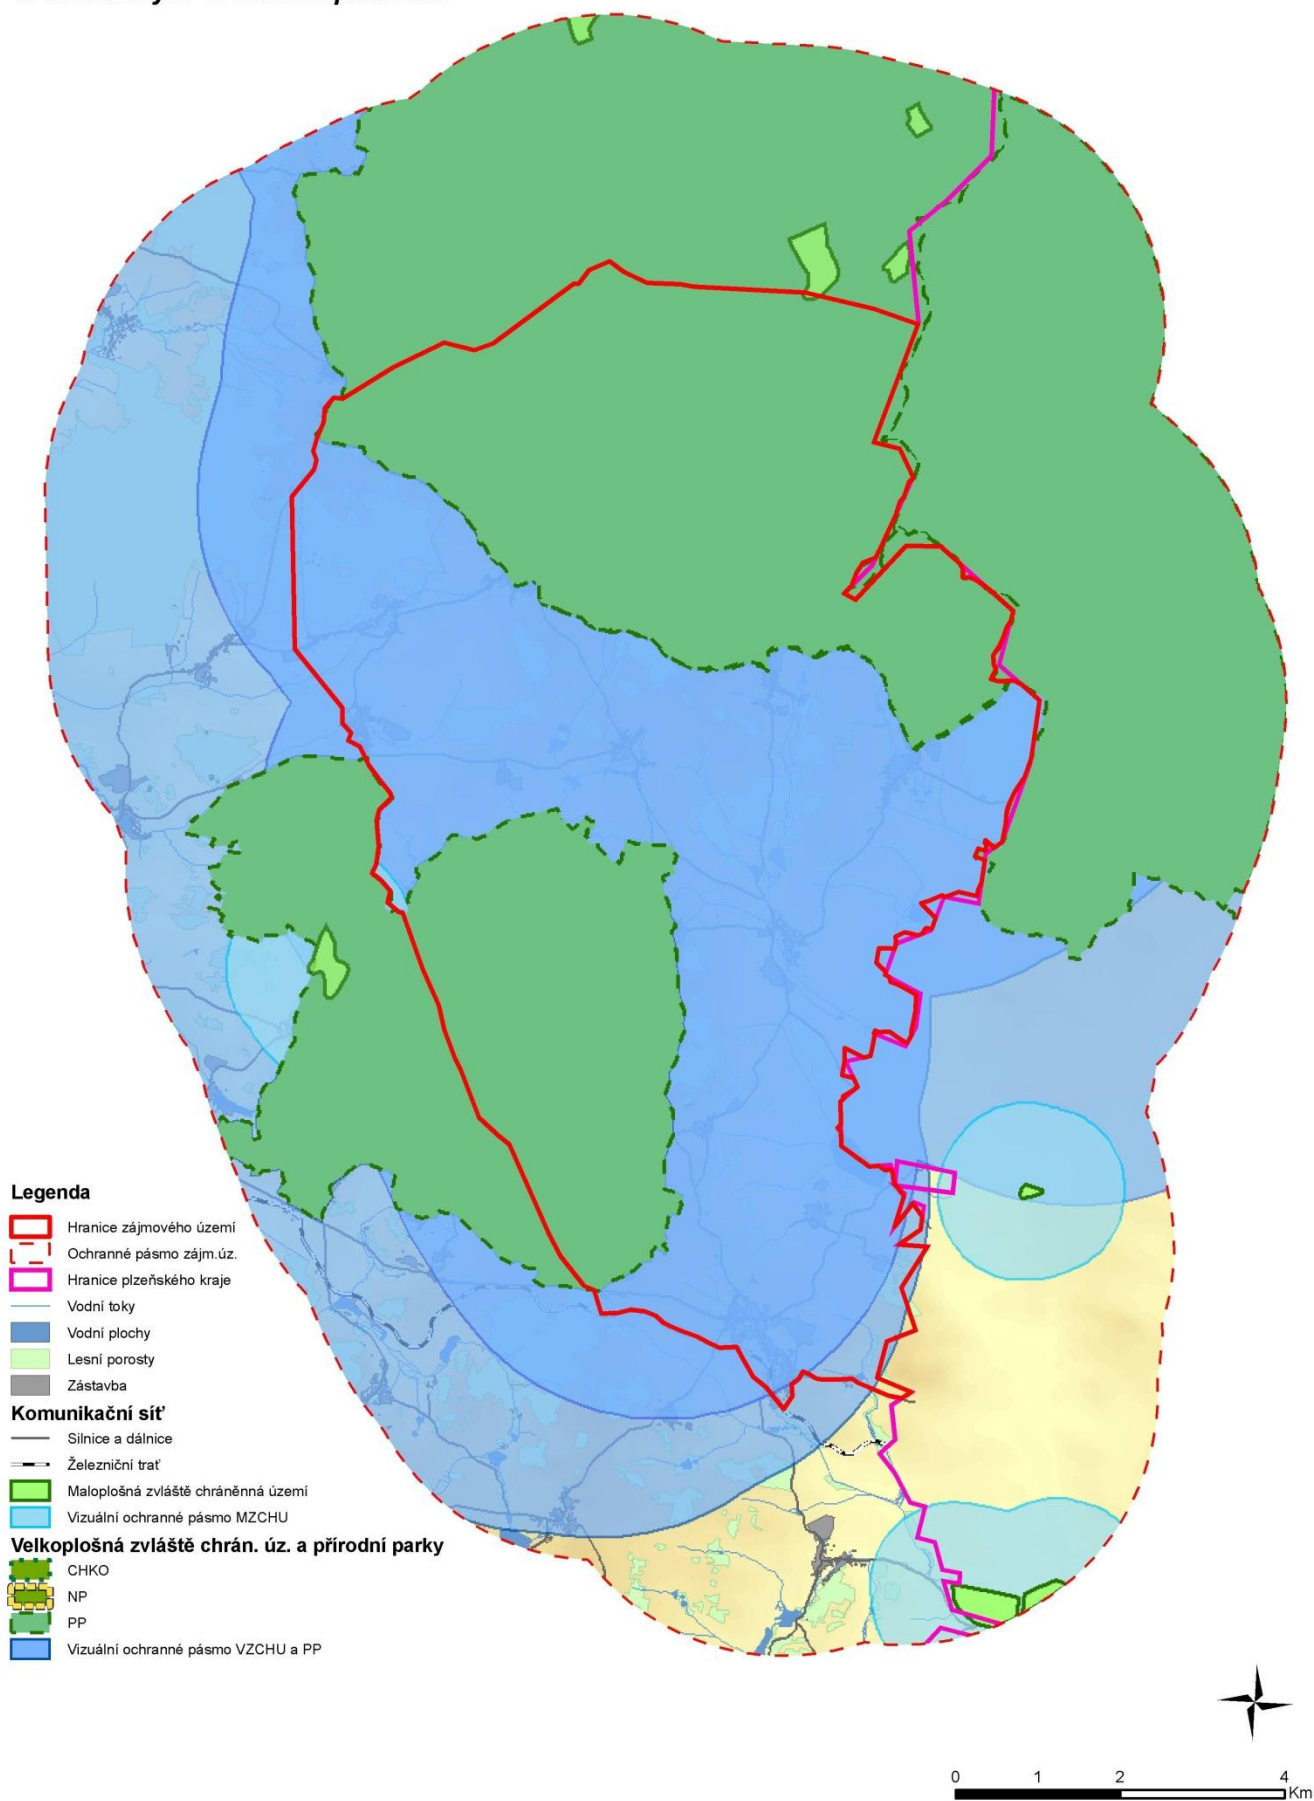 Legenda
Hranice zájmového území
Ochranné pásmo zájm.úz.
Hranice plzeňského kraje
Vodní toky
Vodní plochy
Lesní porosty
Zástavba
Komunikační síť
Silnice a dálnice
Železniční trať
Maloplošná zvláště chráněnná území
Vizuální ochranné pásmo MZCHU
Velkoplošná zvláště chrán. úz. a přírodní parky
CHKO
NP
PP
Vizuální ochranné pásmo VZCHU a PP
0 1 2 4
Km